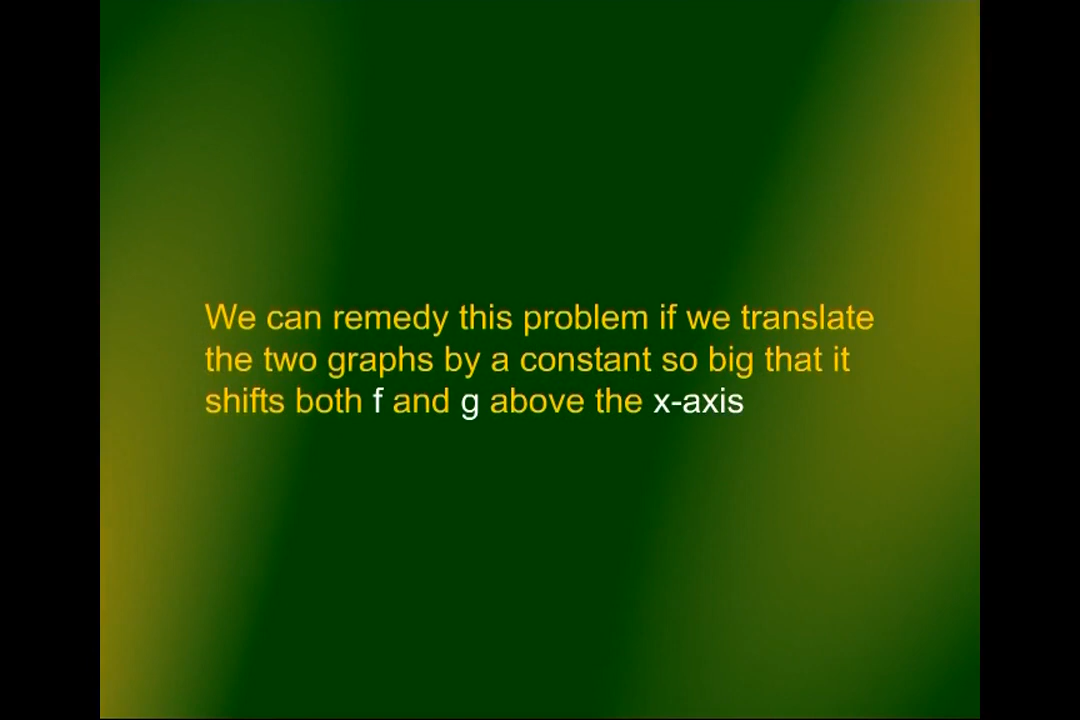 We can remedy this problem if we translate
the two graphs by a constant so big that it
shifts both f and g above the x-axis